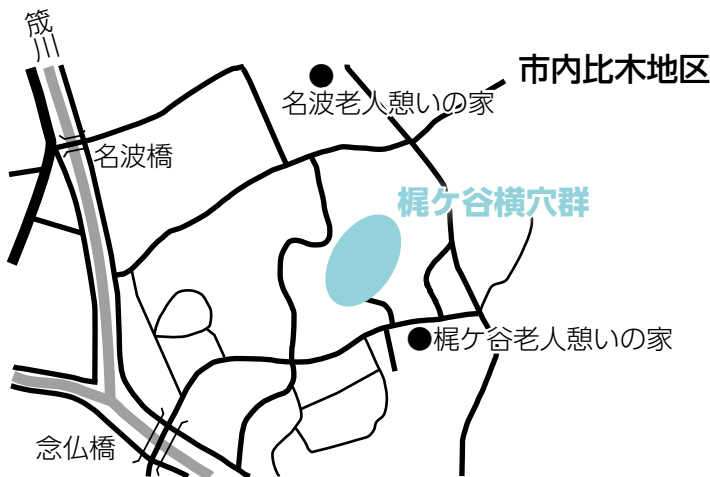 筬川
市内比木地区
名波老人憩いの家
名波橋
梶ケ谷横穴群
梶ケ谷老人憩いの家
念仏橋